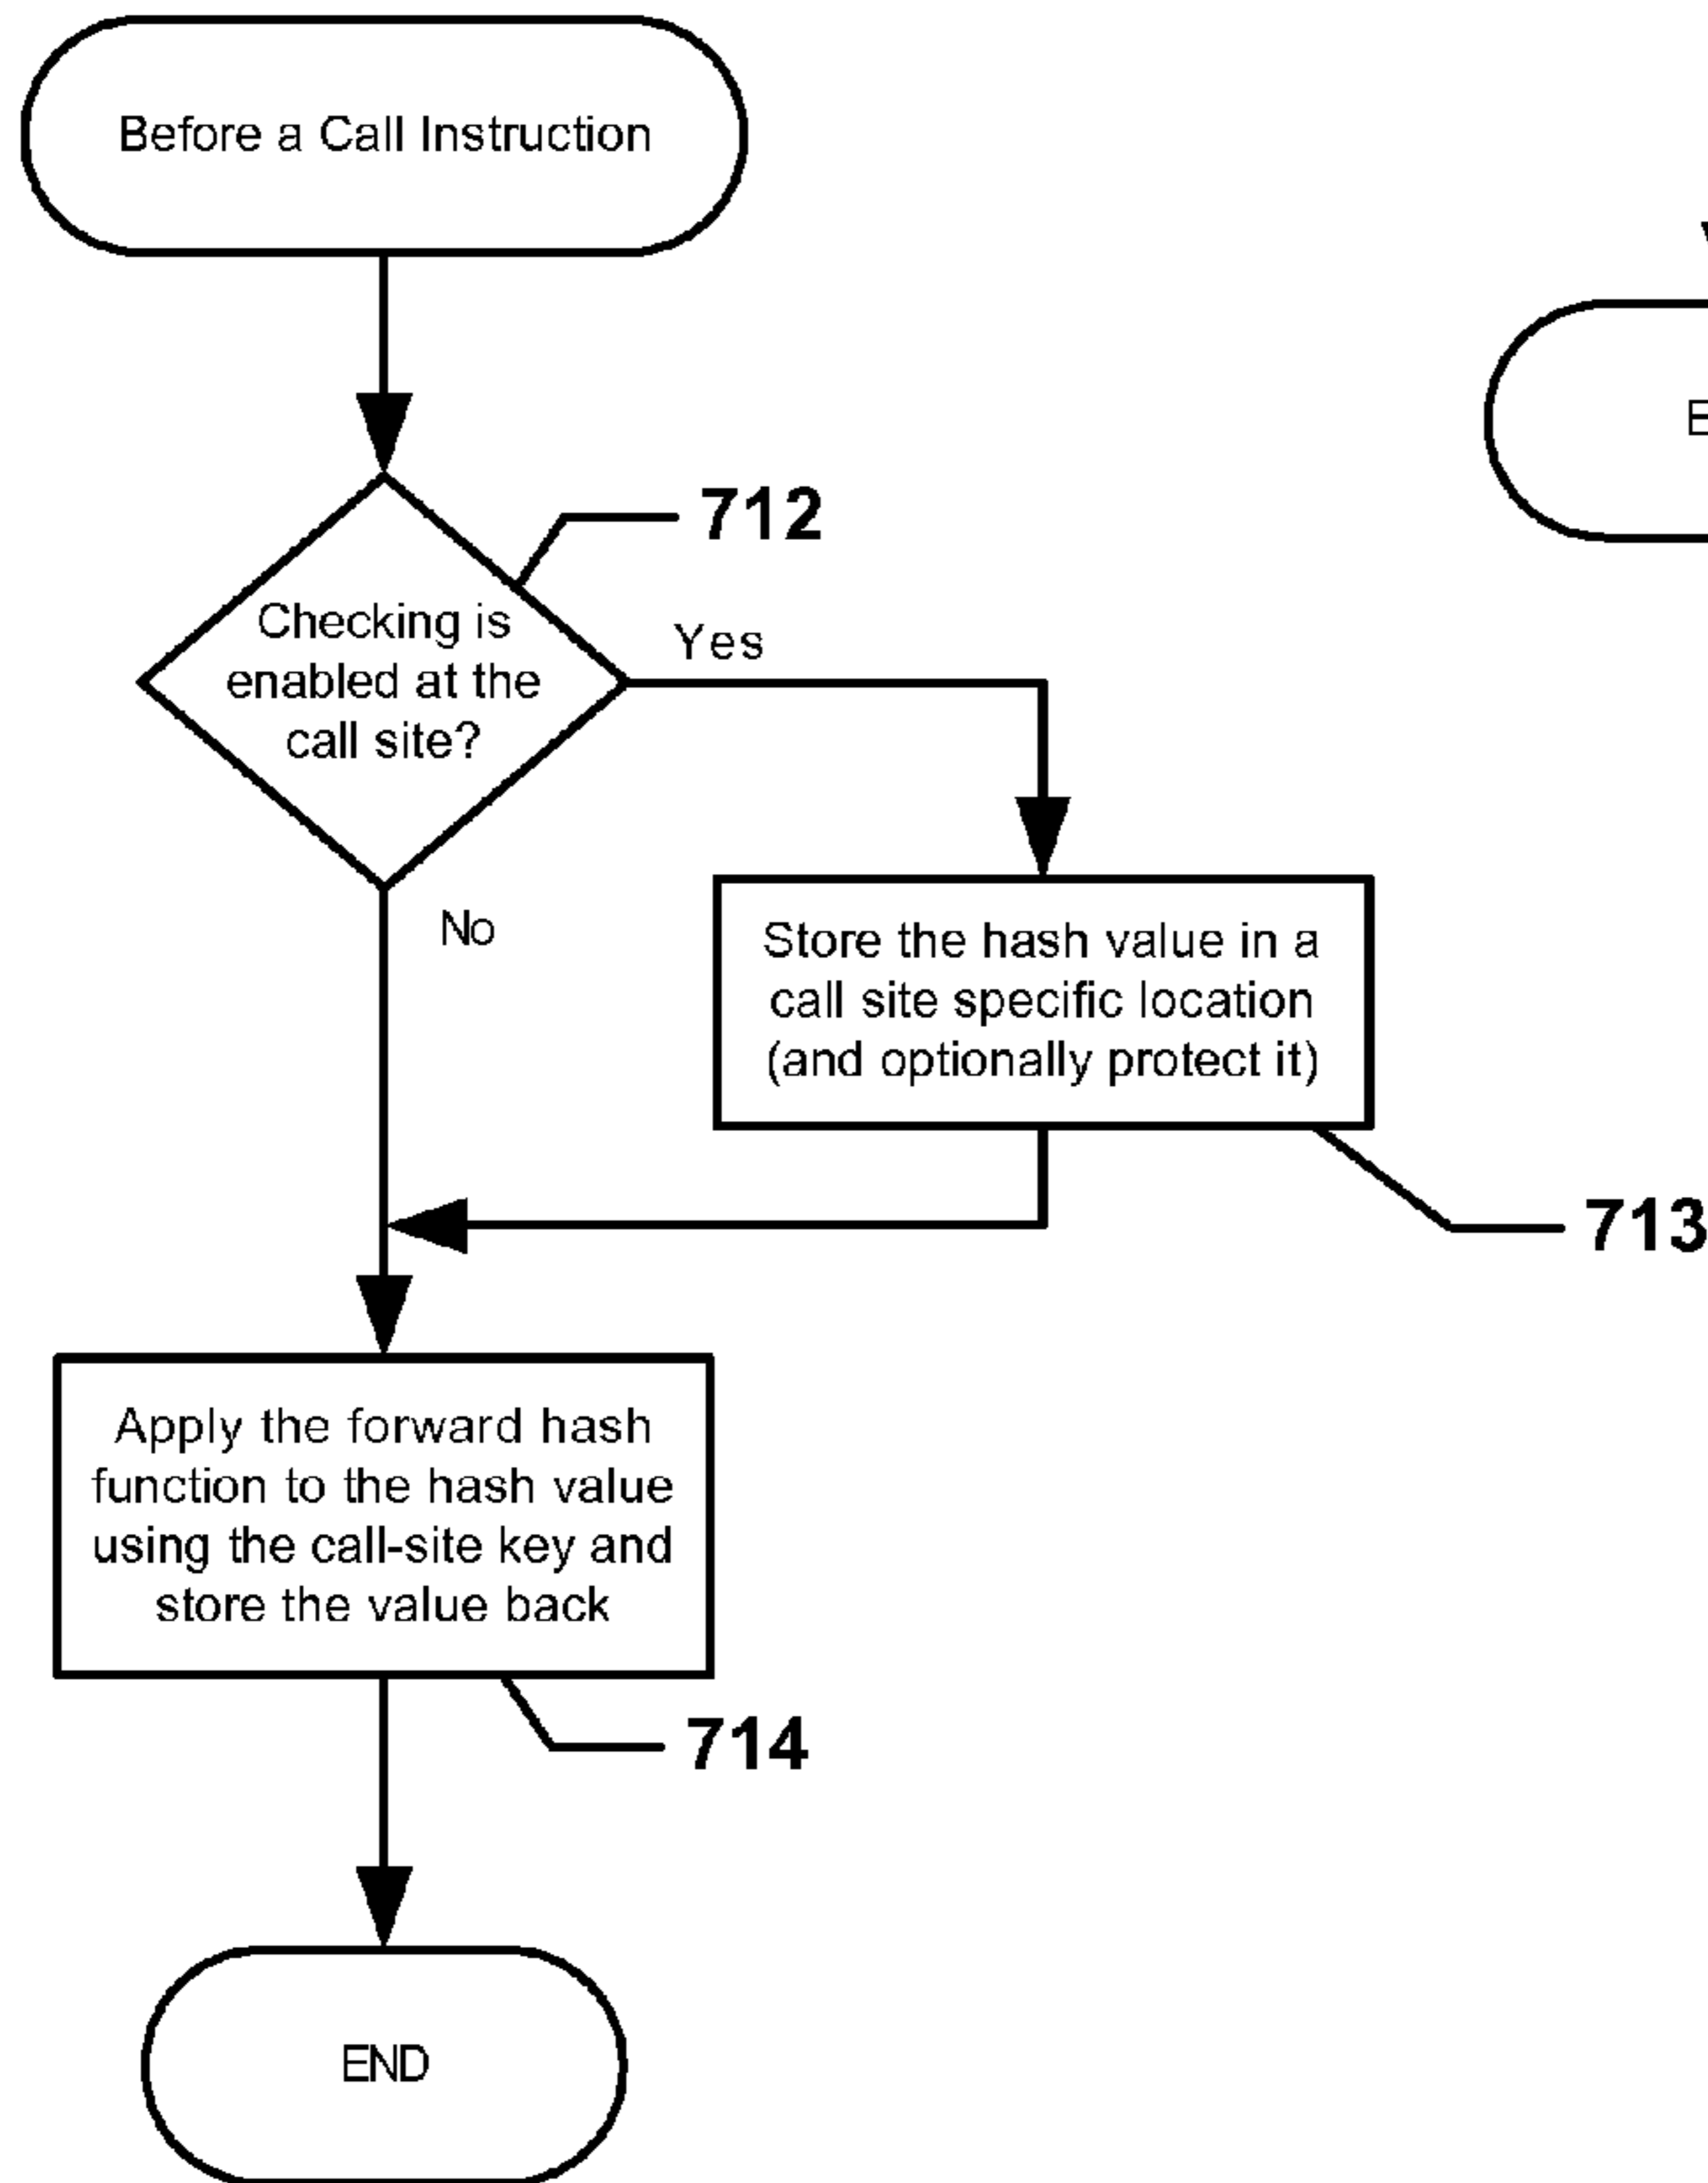 Before a Call Instruction
712
Checking is
enabled at the
call site?
Yes
No
Store the hash value in a
call site specific location
(and optionally protect it)
713
Apply the forward hash
function to the hash value
using the call-site key and
store the value back
714
END